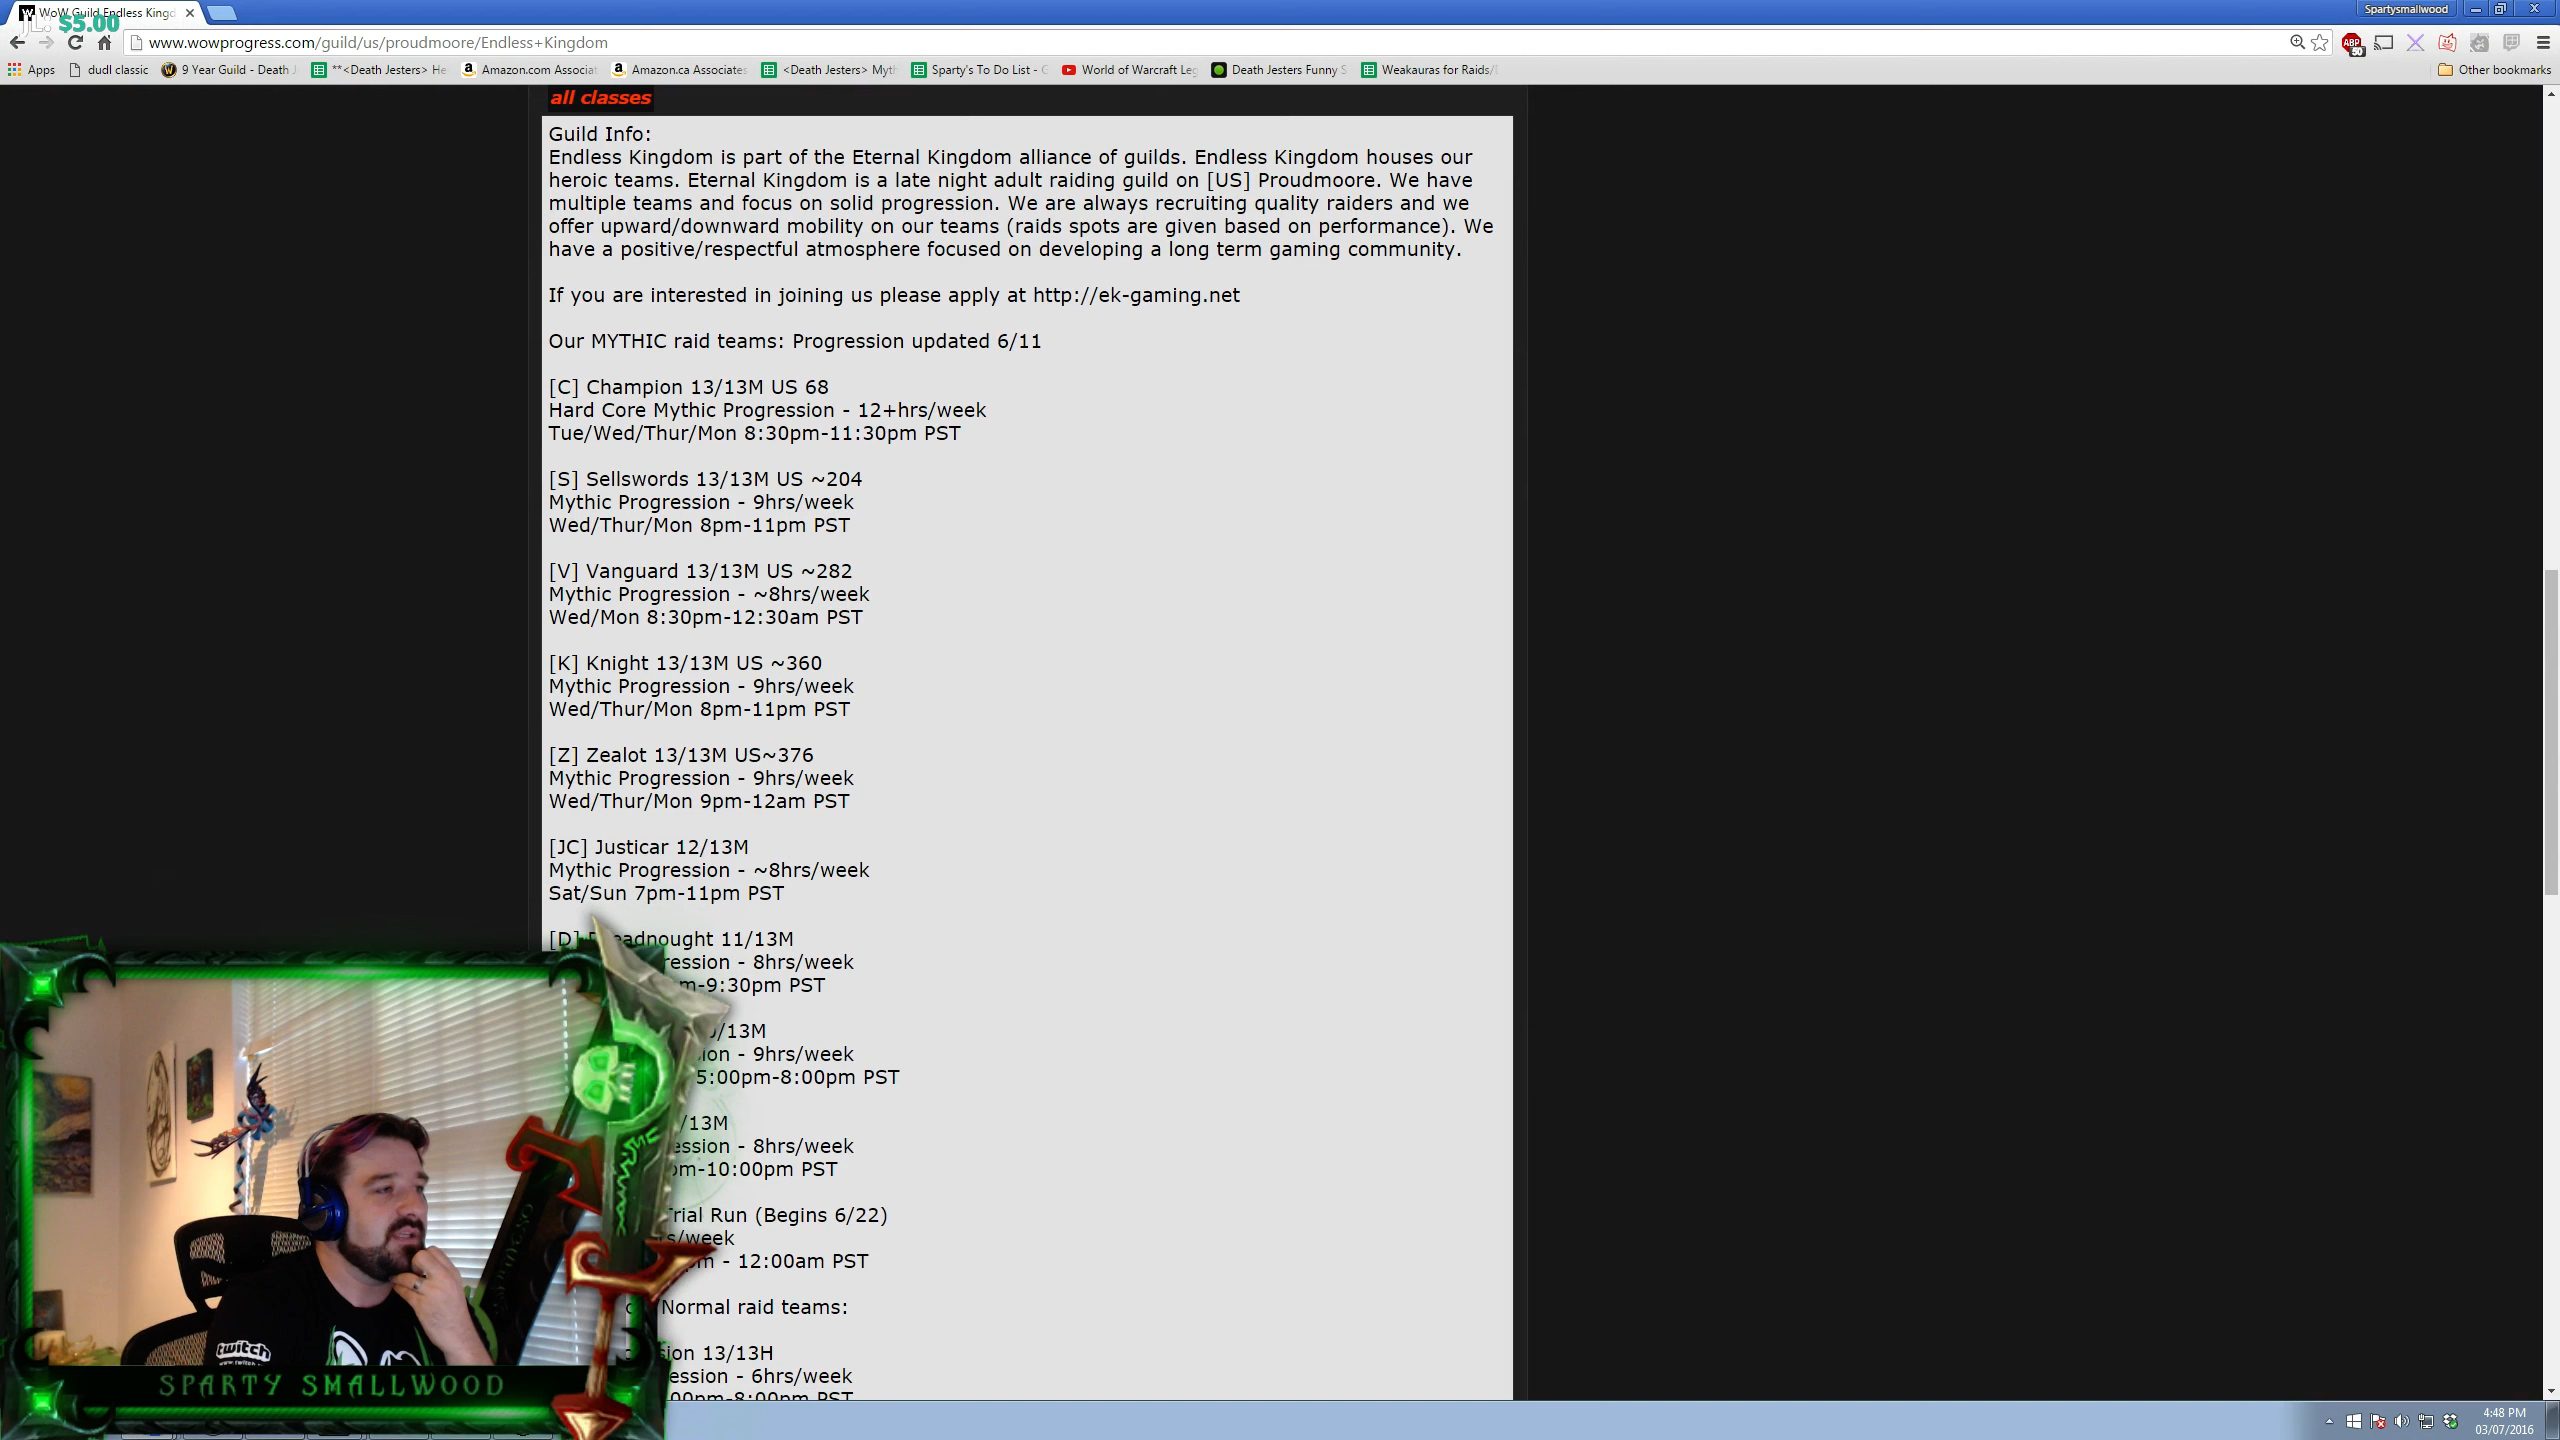 WoW Guild Endless Kingd
$5.00
Spartysmallwood
www.wowprogress.com/guild/us/proudmoore/Endless+Kingdom
Apps dudl classic 9 Year Guild - Death J **<Death Jesters> He Amazon.com Associat Amazon.ca Associates <Death Jesters> Myth Sparty's To Do List - G World of Warcraft Leg Death Jesters Funny S Weakauras for Raids/ Other bookmarks
all classes
Guild Info:
Endless Kingdom is part of the Eternal Kingdom alliance of guilds. Endless Kingdom houses our
heroic teams. Eternal Kingdom is a late night adult raiding guild on [US] Proudmoore. We have
multiple teams and focus on solid progression. We are always recruiting quality raiders and we
offer upward/downward mobility on our teams (raids spots are given based on performance). We
have a positive/respectful atmosphere focused on developing a long term gaming community.
If you are interested in joining us please apply at http://ek-gaming.net
Our MYTHIC raid teams: Progression updated 6/11
[C] Champion 13/13M US 68
Hard Core Mythic Progression - 12+hrs/week
Tue/Wed/Thur/Mon 8:30pm-11:30pm PST
[S] Sellswords 13/13M US ~204
Mythic Progression - 9hrs/week
Wed/Thur/Mon 8pm-11pm PST
[V] Vanguard 13/13M US ~282
Mythic Progression - ~8hrs/week
Wed/Mon 8:30pm-12:30am PST
[K] Knight 13/13M US ~360
Mythic Progression - 9hrs/week
Wed/Thur/Mon 8pm-11pm PST
[Z] Zealot 13/13M US~376
Mythic Progression - 9hrs/week
Wed/Thur/Mon 9pm-12am PST
[JC] Justicar 12/13M
Mythic Progression - ~8hrs/week
Sat/Sun 7pm-11pm PST
[D] Dreadnought 11/13M
ression - 8hrs/week
m-9:30pm PST
/13M
ion - 9hrs/week
5:00pm-8:00pm PST
/13M
ession - 8hrs/week
pm-10:00pm PST
Trial Run (Begins 6/22)
s/week
pm - 12:00am PST
/Normal raid teams:
sion 13/13H
ession - 6hrs/week
00pm-8:00pm PST
twitch
SPARTY SMALLWOOD
4:48 PM
03/07/2016